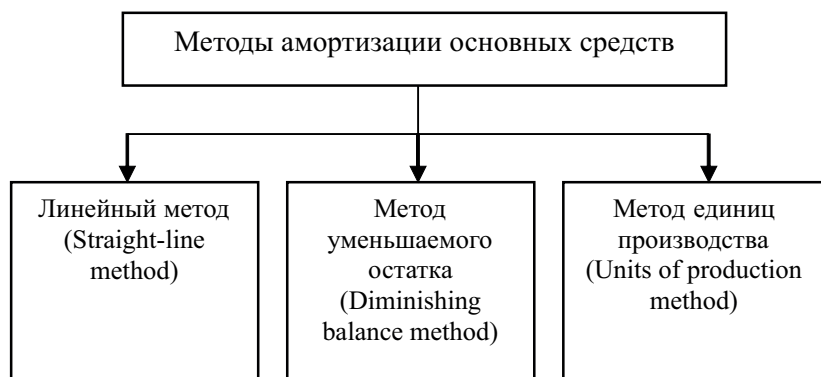 Методы амортизации основных средств
Линейный метод
(Straight-line
method)
Метод
уменьшаемого
остатка
(Diminishing
balance method)
Метод единиц
производства
(Units of production
method)